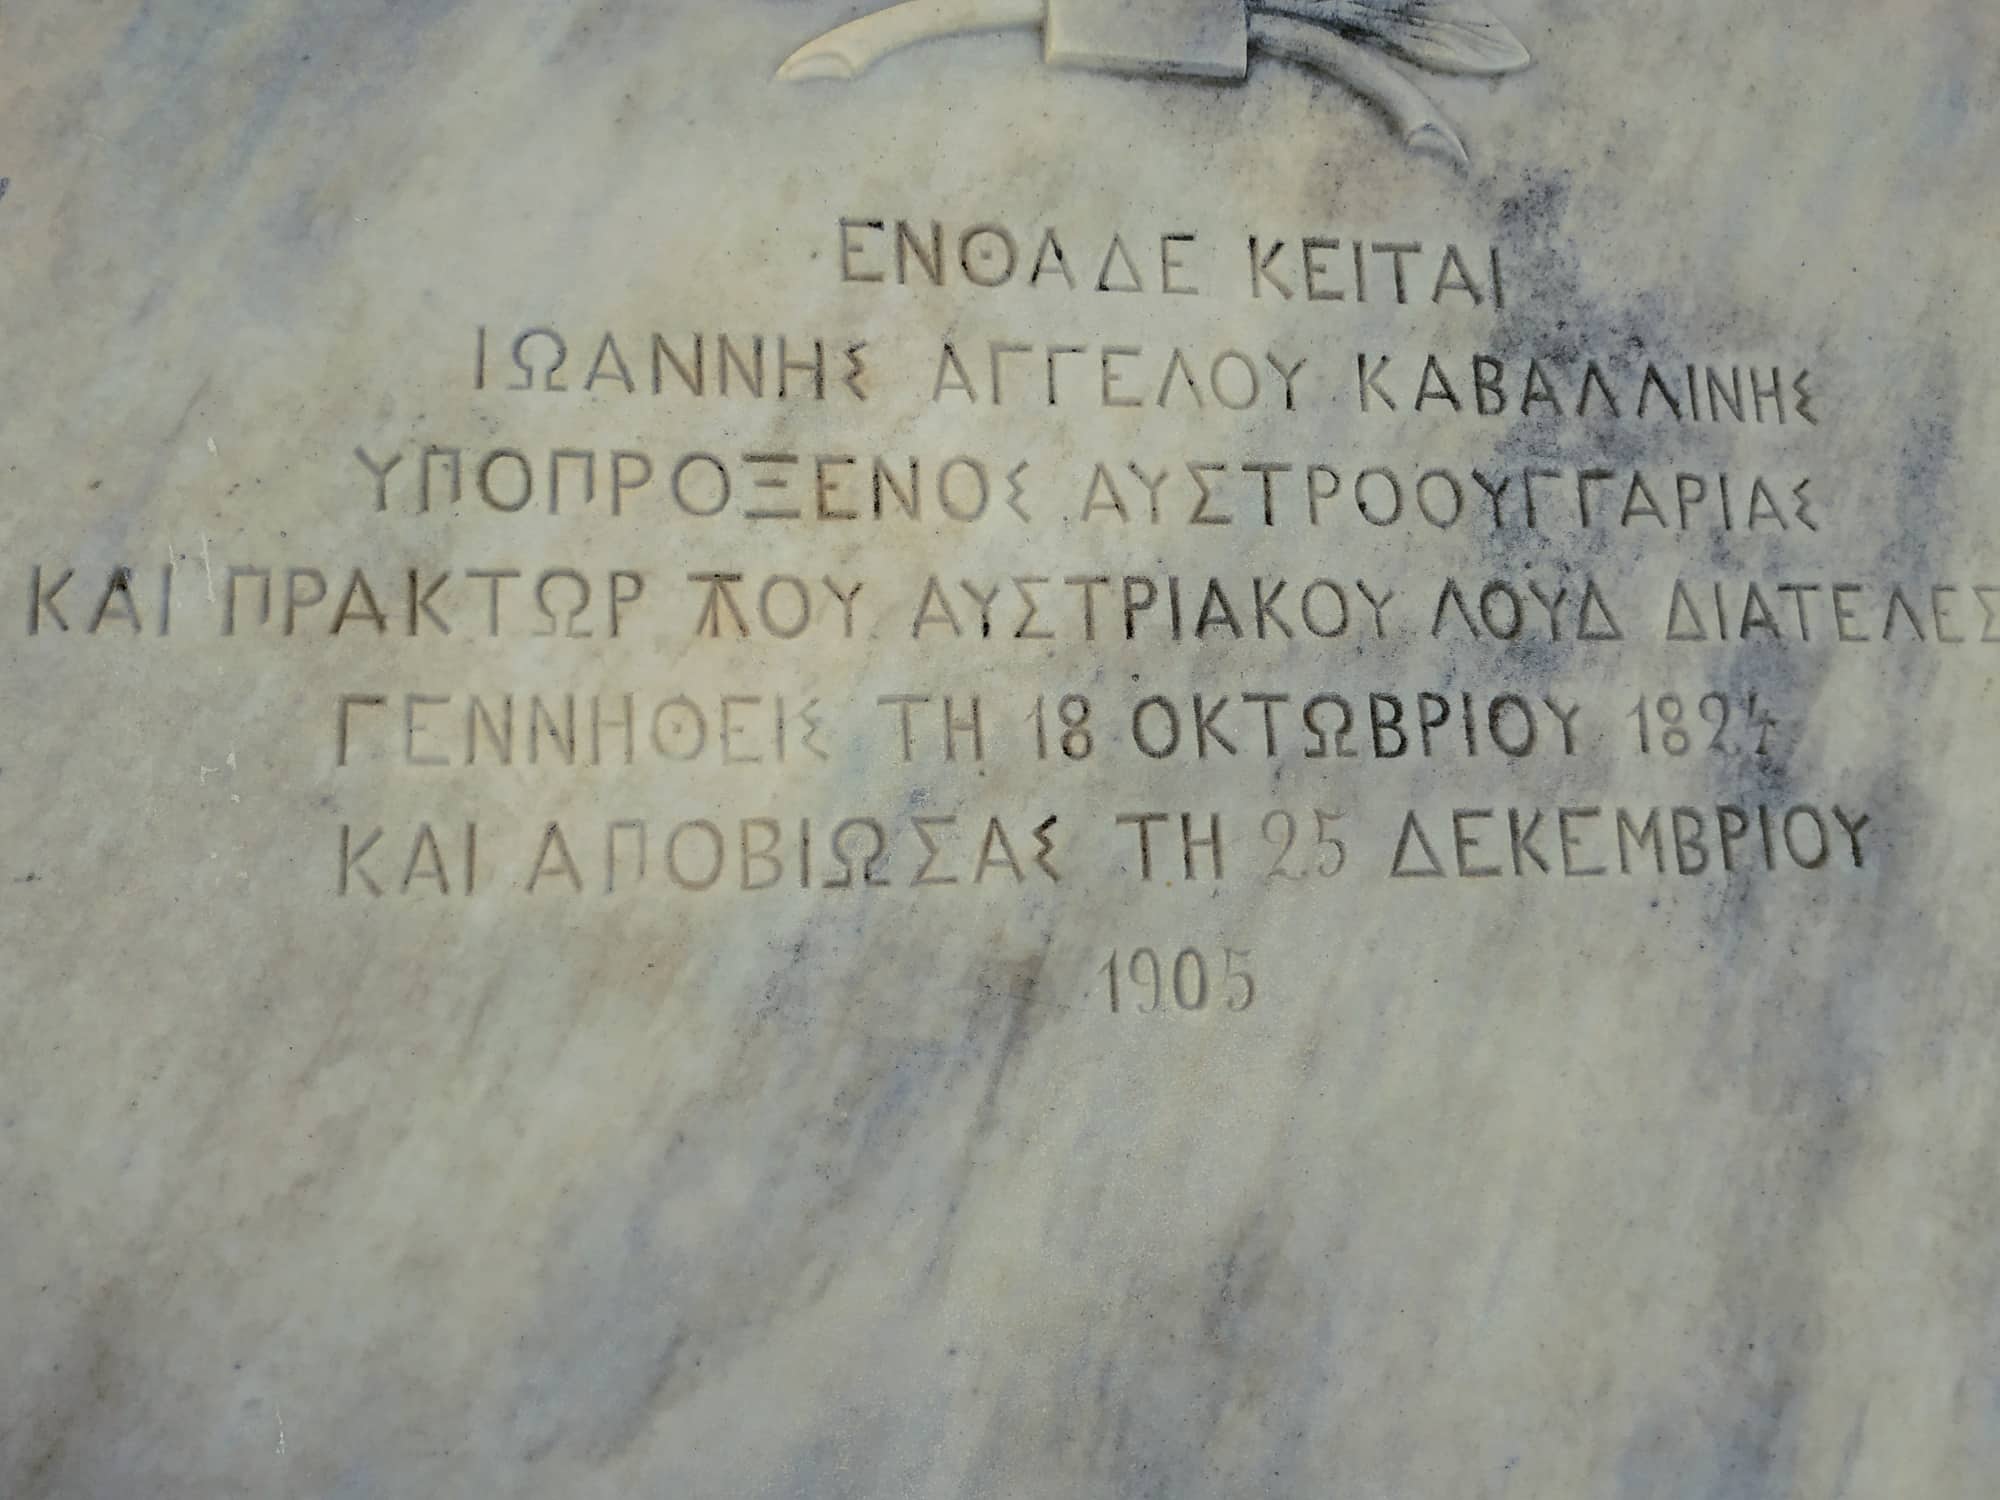 ΕΝΘΑΔΕ ΚΕΙΤΑΙ
ΙΩΑΝΝΗΣ ΑΓΓΕΛΟΥ ΚΑΒΑΛΛΙΝΗΣ
ΥΠΟΠΡΟΞΕΝΟΣ ΑΥΣΤΡΟΟΥΓΓΑΡΙΑΣ
ΚΑΙ ΠΡΑΚΤΩΡ ΤΟΥ ΑΥΣΤΡΙΑΚΟΥ ΛΟΥΔ ΔΙΑΤΕΛΕΣ
ΓΕΝΝΗΘΕΙΣ ΤΗ 18 ΟΚΤΩΒΡΙΟΥ 1824
ΚΑΙ ΑΠΟΒΙΩΣΑΣ ΤΗ 25 ΔΕΚΕΜΒΡΙΟΥ
1905